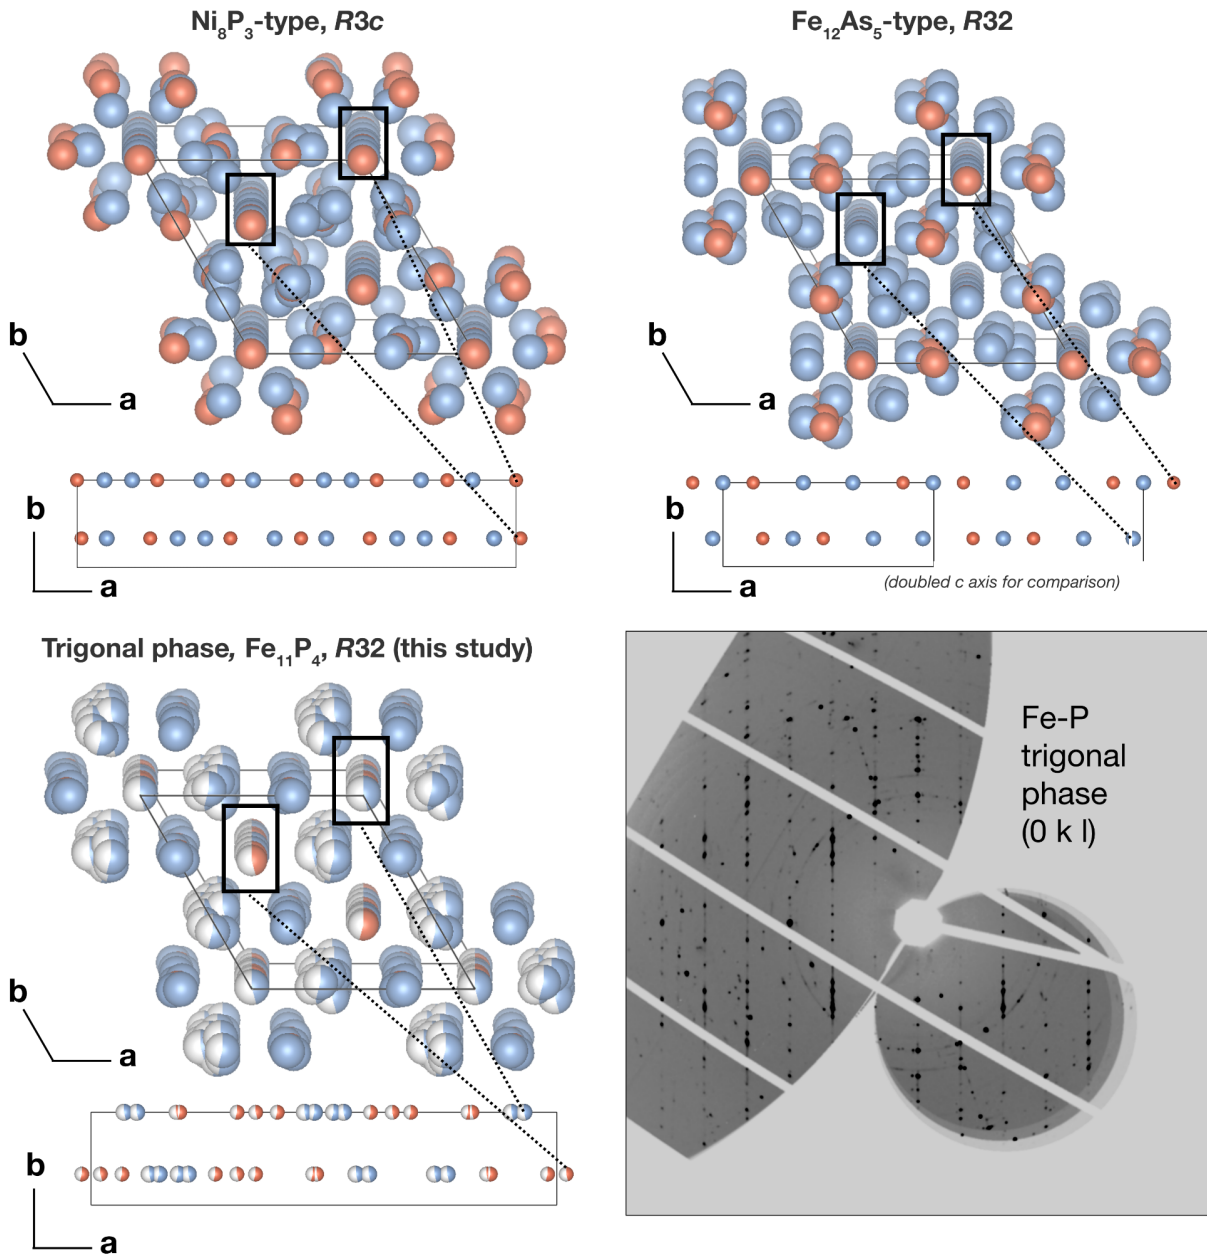 Ni₈P₃-type, R3c
Fe₁₂As₅-type, R32
b
a
b
a
b
a
b
a
(doubled c axis for comparison)
Trigonal phase, Fe₁₁P₄, R32 (this study)
b
a
b
a
Fe-P
trigonal
phase
(0 k l)